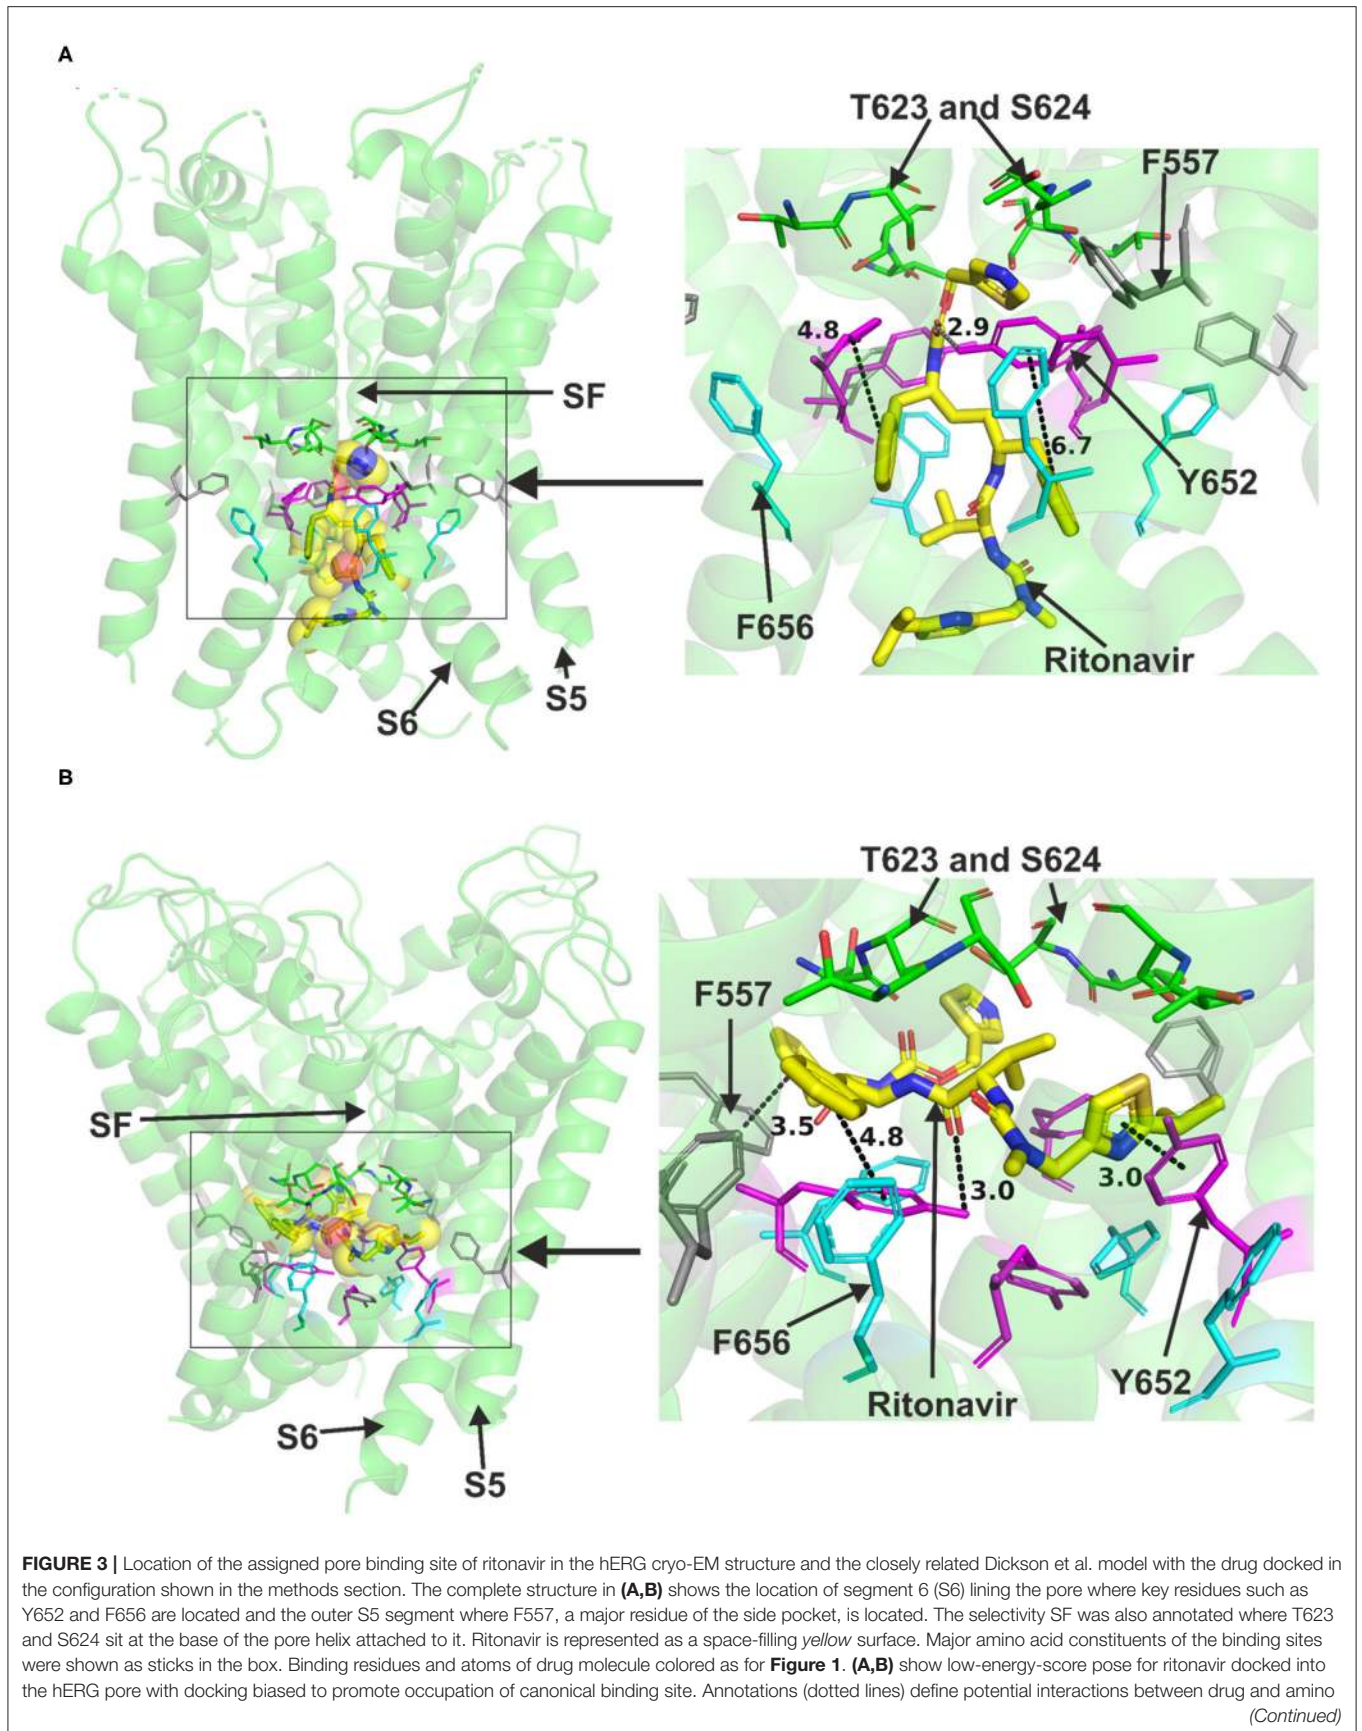 A
T623 and S624
F557
SF
4.8
2.9
6.7
Y652
F656
Ritonavir
S6
S5
B
T623 and S624
F557
SF
3.5
4.8
3.0
3.0
F656
Y652
Ritonavir
S6
S5
FIGURE 3 | Location of the assigned pore binding site of ritonavir in the hERG cryo-EM structure and the closely related Dickson et al. model with the drug docked in
the configuration shown in the methods section. The complete structure in (A,B) shows the location of segment 6 (S6) lining the pore where key residues such as
Y652 and F656 are located and the outer S5 segment where F557, a major residue of the side pocket, is located. The selectivity SF was also annotated where T623
and S624 sit at the base of the pore helix attached to it. Ritonavir is represented as a space-filling yellow surface. Major amino acid constituents of the binding sites
were shown as sticks in the box. Binding residues and atoms of drug molecule colored as for Figure 1. (A,B) show low-energy-score pose for ritonavir docked into
the hERG pore with docking biased to promote occupation of canonical binding site. Annotations (dotted lines) define potential interactions between drug and amino
(Continued)